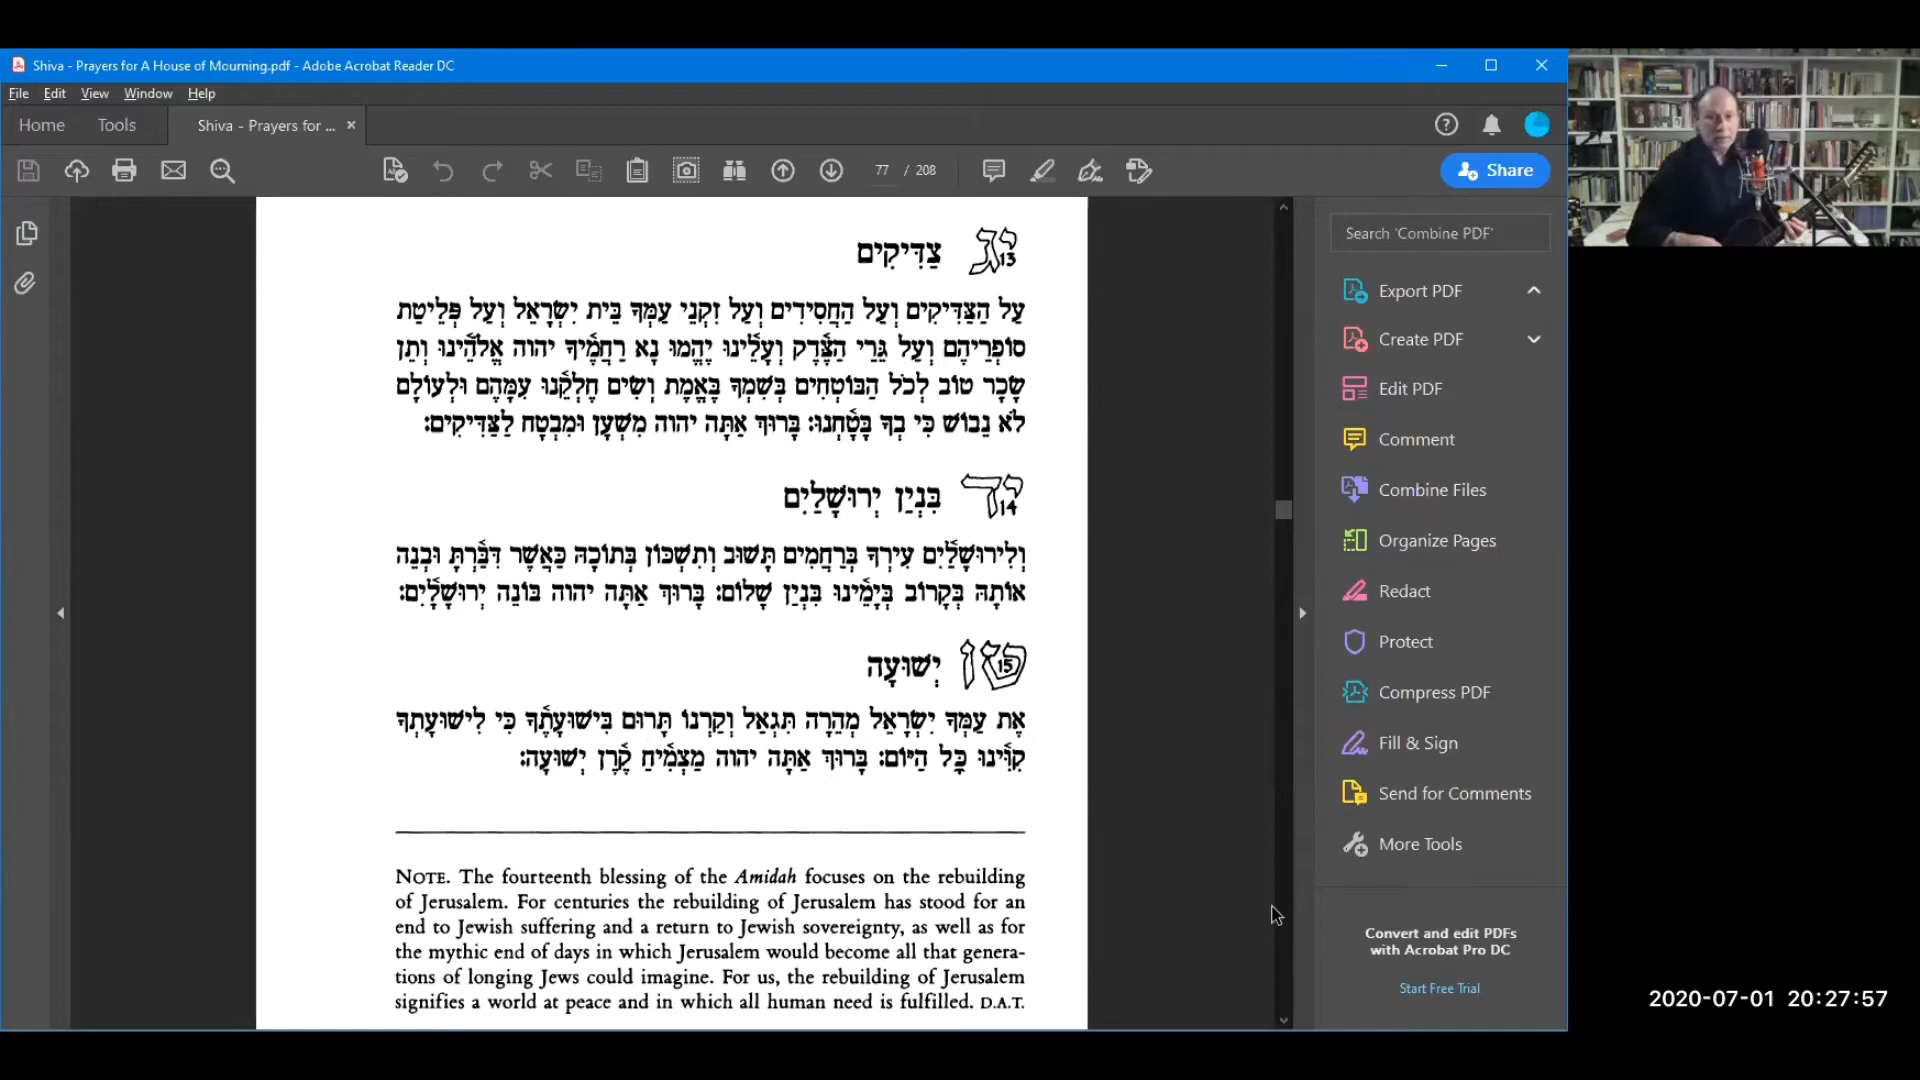 Shiva - Prayers for A House of Mourning.pdf - Adobe Acrobat Reader DC
File Edit View Window Help
Home Tools Shiva - Prayers for ... ×
77 / 208
Share
יג 13 צַדִּיקִים
עַל הַצַּדִּיקִים וְעַל הַחֲסִידִים וְעַל זִקְנֵי עַמְּךָ בֵּית יִשְׂרָאֵל וְעַל פְּלֵיטַת
סוֹפְרֵיהֶם וְעַל גֵּרֵי הַצֶּֽדֶק וְעָלֵֽינוּ יֶהֱמוּ נָא רַחֲמֶֽיךָ יהוה אֱלֹהֵֽינוּ וְתֵן
שָׂכָר טוֹב לְכֹל הַבּוֹטְחִים בְּשִׁמְךָ בֶּאֱמֶת וְשִׂים חֶלְקֵֽנוּ עִמָּהֶם וּלְעוֹלָם
לֹא נֵבוֹשׁ כִּי בְךָ בָּטָֽחְנוּ: בָּרוּךְ אַתָּה יהוה מִשְׁעָן וּמִבְטָח לַצַּדִּיקִים:
יד 14 בִּנְיַן יְרוּשָׁלַיִם
וְלִירוּשָׁלַֽיִם עִירְךָ בְּרַחֲמִים תָּשׁוּב וְתִשְׁכּוֹן בְּתוֹכָהּ כַּאֲשֶׁר דִּבַּֽרְתָּ וּבְנֵה
אוֹתָהּ בְּקָרוֹב בְּיָמֵֽינוּ בִּנְיַן שָׁלוֹם: בָּרוּךְ אַתָּה יהוה בּוֹנֵה יְרוּשָׁלָֽיִם:
טו 15 יְשׁוּעָה
אֶת עַמְּךָ יִשְׂרָאֵל מְהֵרָה תִּגְאַל וְקַרְנוֹ תָּרוּם בִּישׁוּעָתֶֽךָ כִּי לִישׁוּעָתְךָ
קִוִּֽינוּ כָּל הַיּוֹם: בָּרוּךְ אַתָּה יהוה מַצְמִֽיחַ קֶֽרֶן יְשׁוּעָה:
NOTE. The fourteenth blessing of the Amidah focuses on the rebuilding
of Jerusalem. For centuries the rebuilding of Jerusalem has stood for an
end to Jewish suffering and a return to Jewish sovereignty, as well as for
the mythic end of days in which Jerusalem would become all that genera-
tions of longing Jews could imagine. For us, the rebuilding of Jerusalem
signifies a world at peace and in which all human need is fulfilled. D.A.T.
Search 'Combine PDF'
Export PDF
Create PDF
Edit PDF
Comment
Combine Files
Organize Pages
Redact
Protect
Compress PDF
Fill & Sign
Send for Comments
More Tools
Convert and edit PDFs
with Acrobat Pro DC
Start Free Trial
2020-07-01 20:27:57